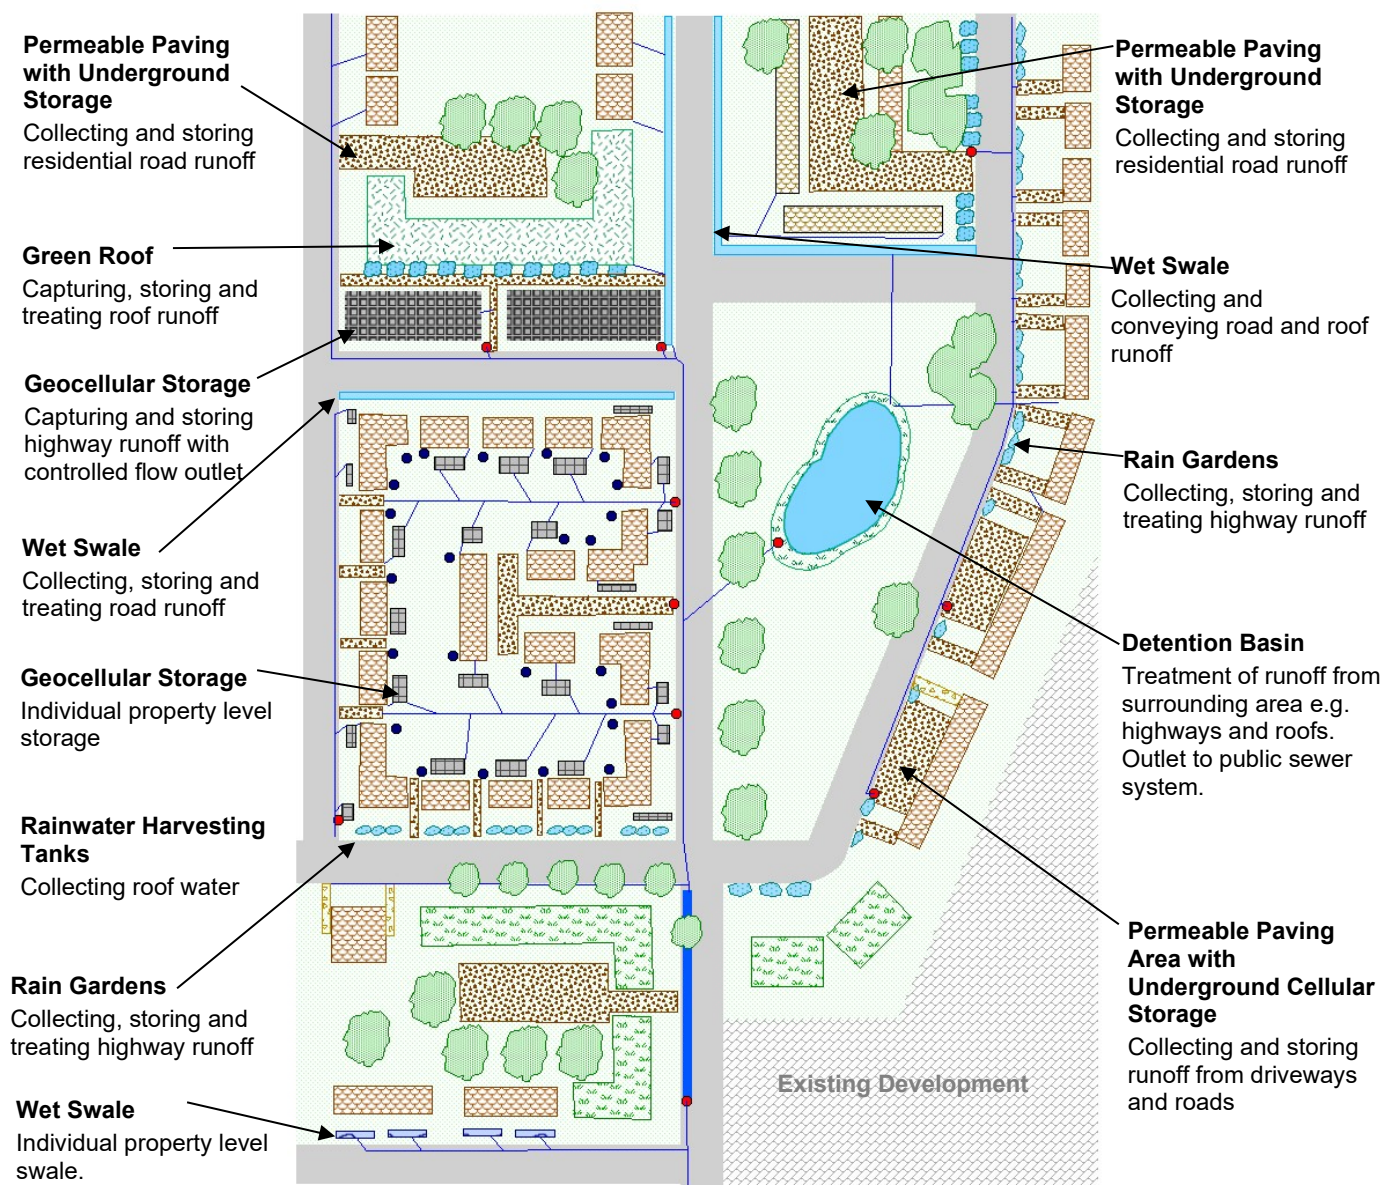 Permeable Paving
with Underground
Storage
Collecting and storing
residential road runoff
Green Roof
Capturing, storing and
treating roof runoff
Geocellular Storage
Capturing and storing
highway runoff with
controlled flow outlet
Wet Swale
Collecting, storing and
treating road runoff
Geocellular Storage
Individual property level
storage
Rainwater Harvesting
Tanks
Collecting roof water
Rain Gardens
Collecting, storing and
treating highway runoff
Wet Swale
Individual property level
swale.
Permeable Paving
with Underground
Storage
Collecting and storing
residential road runoff
Wet Swale
Collecting and
conveying road and roof
runoff
Rain Gardens
Collecting, storing and
treating highway runoff
Detention Basin
Treatment of runoff from
surrounding area e.g.
highways and roofs.
Outlet to public sewer
system.
Permeable Paving
Area with
Underground Cellular
Storage
Collecting and storing
runoff from driveways
and roads
Existing Development